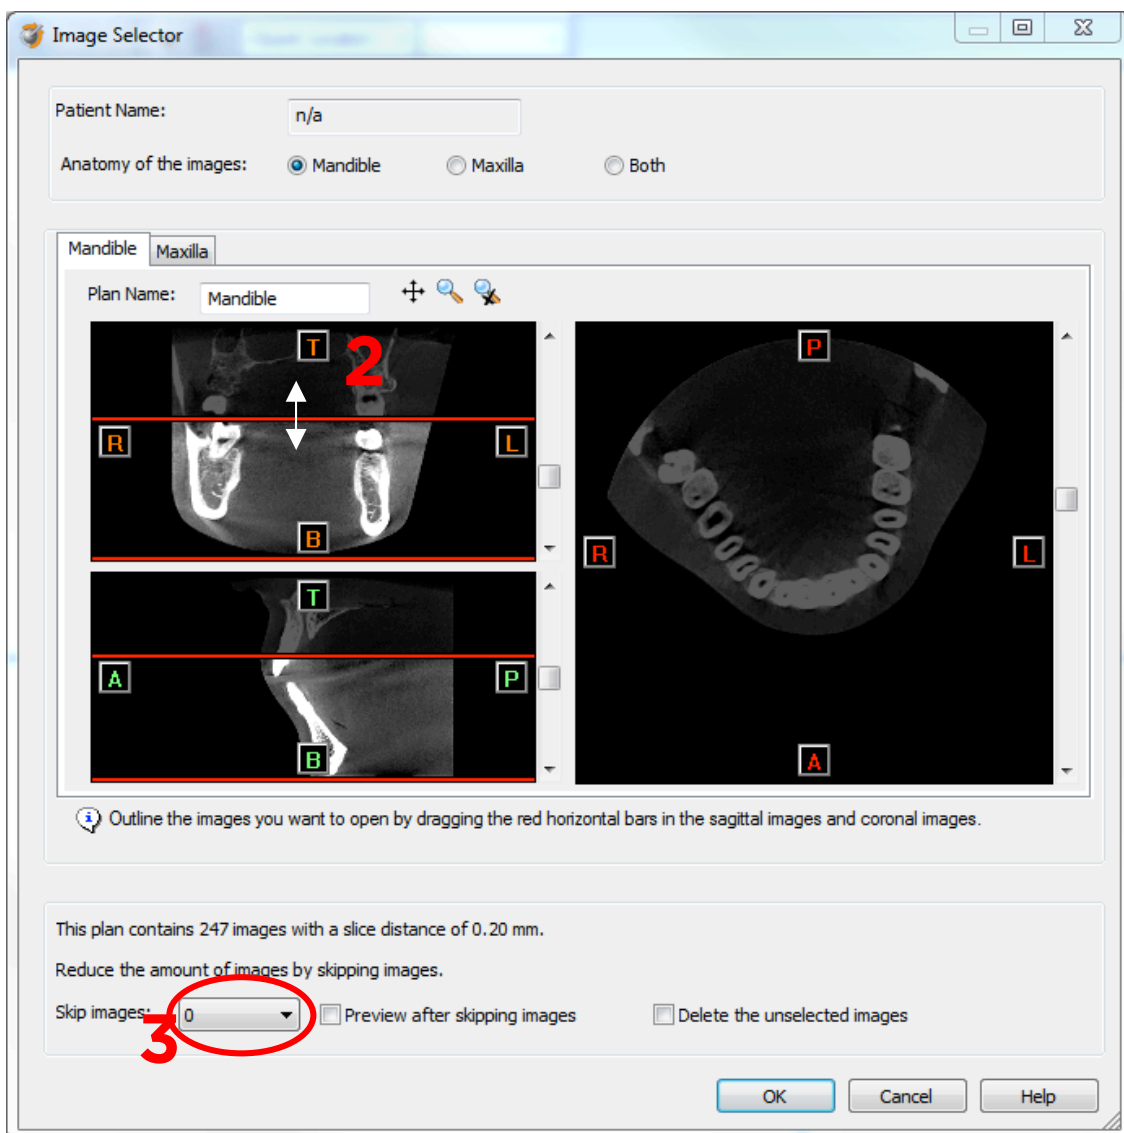 Image Selector
Patient Name: n/a
Anatomy of the images: Mandible Maxilla Both
Mandible Maxilla
Plan Name: Mandible
T 2
R L
B
T
A P
B
P
R L
A
Outline the images you want to open by dragging the red horizontal bars in the sagittal images and coronal images.
This plan contains 247 images with a slice distance of 0.20 mm.
Reduce the amount of images by skipping images.
Skip images: 0 Preview after skipping images Delete the unselected images
3
OK Cancel Help